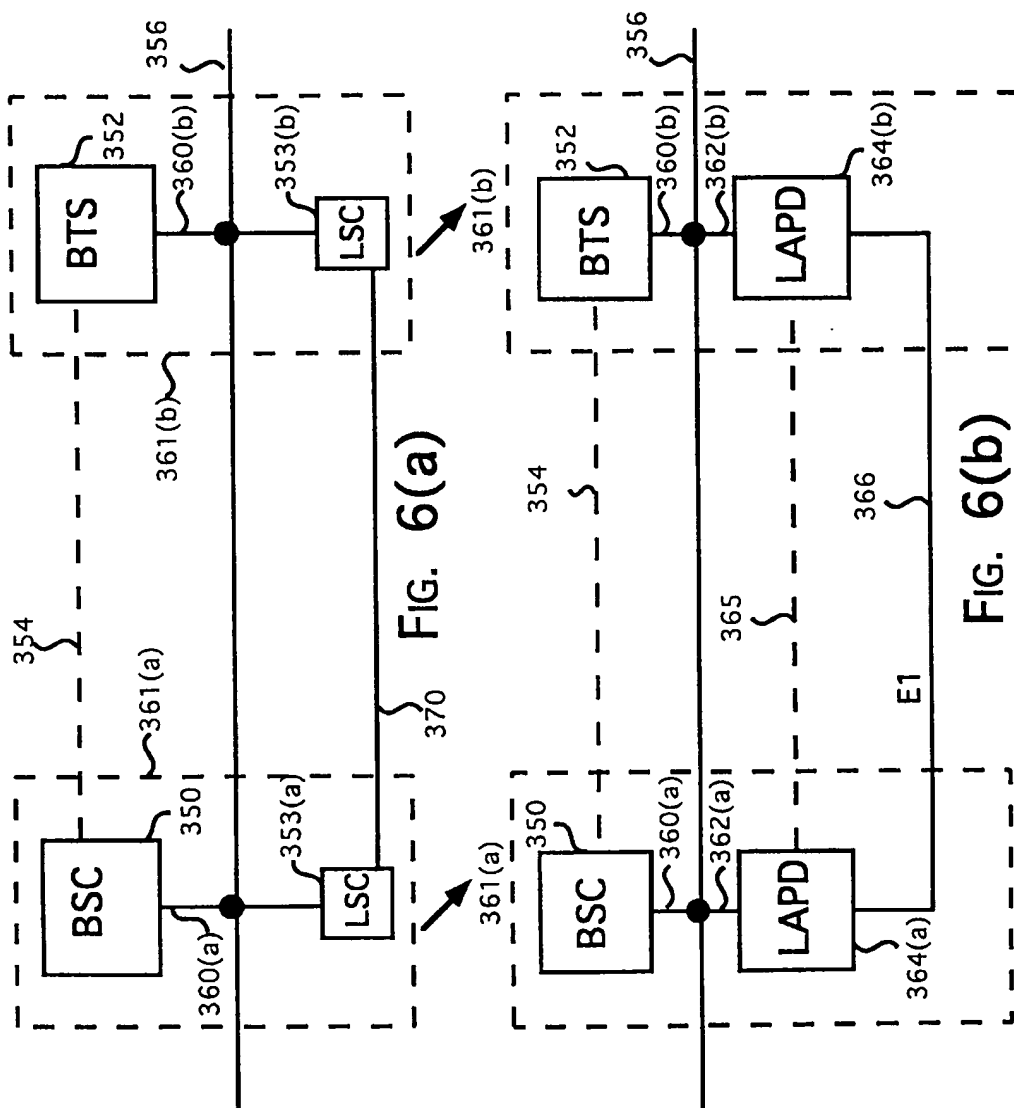 354
361(a)
361(b)
BSC
350
BTS
352
360(a)
360(b)
356
353(a)
353(b)
LSC
LSC
370
FIG. 6(a)
361(a)
361(b)
354
BSC
350
BTS
352
360(a)
360(b)
356
362(a)
362(b)
365
LAPD
LAPD
364(a)
364(b)
E1
366
FIG. 6(b)